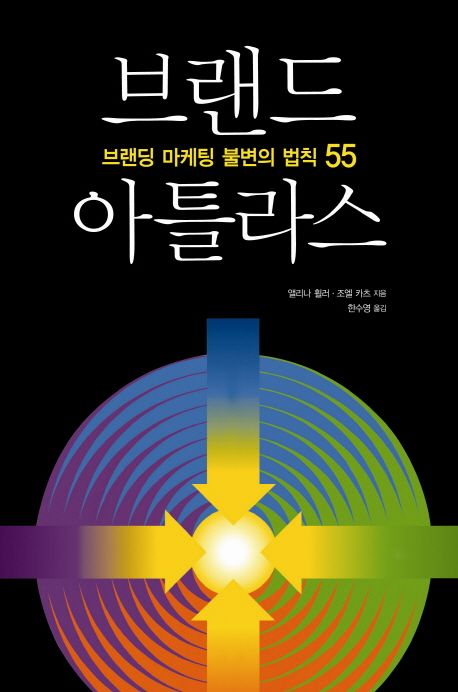 브랜드
브랜딩 마케팅 불변의 법칙 55
아틀라스
앨리나 휠러 · 조엘 카츠 지음
한수영 옮김